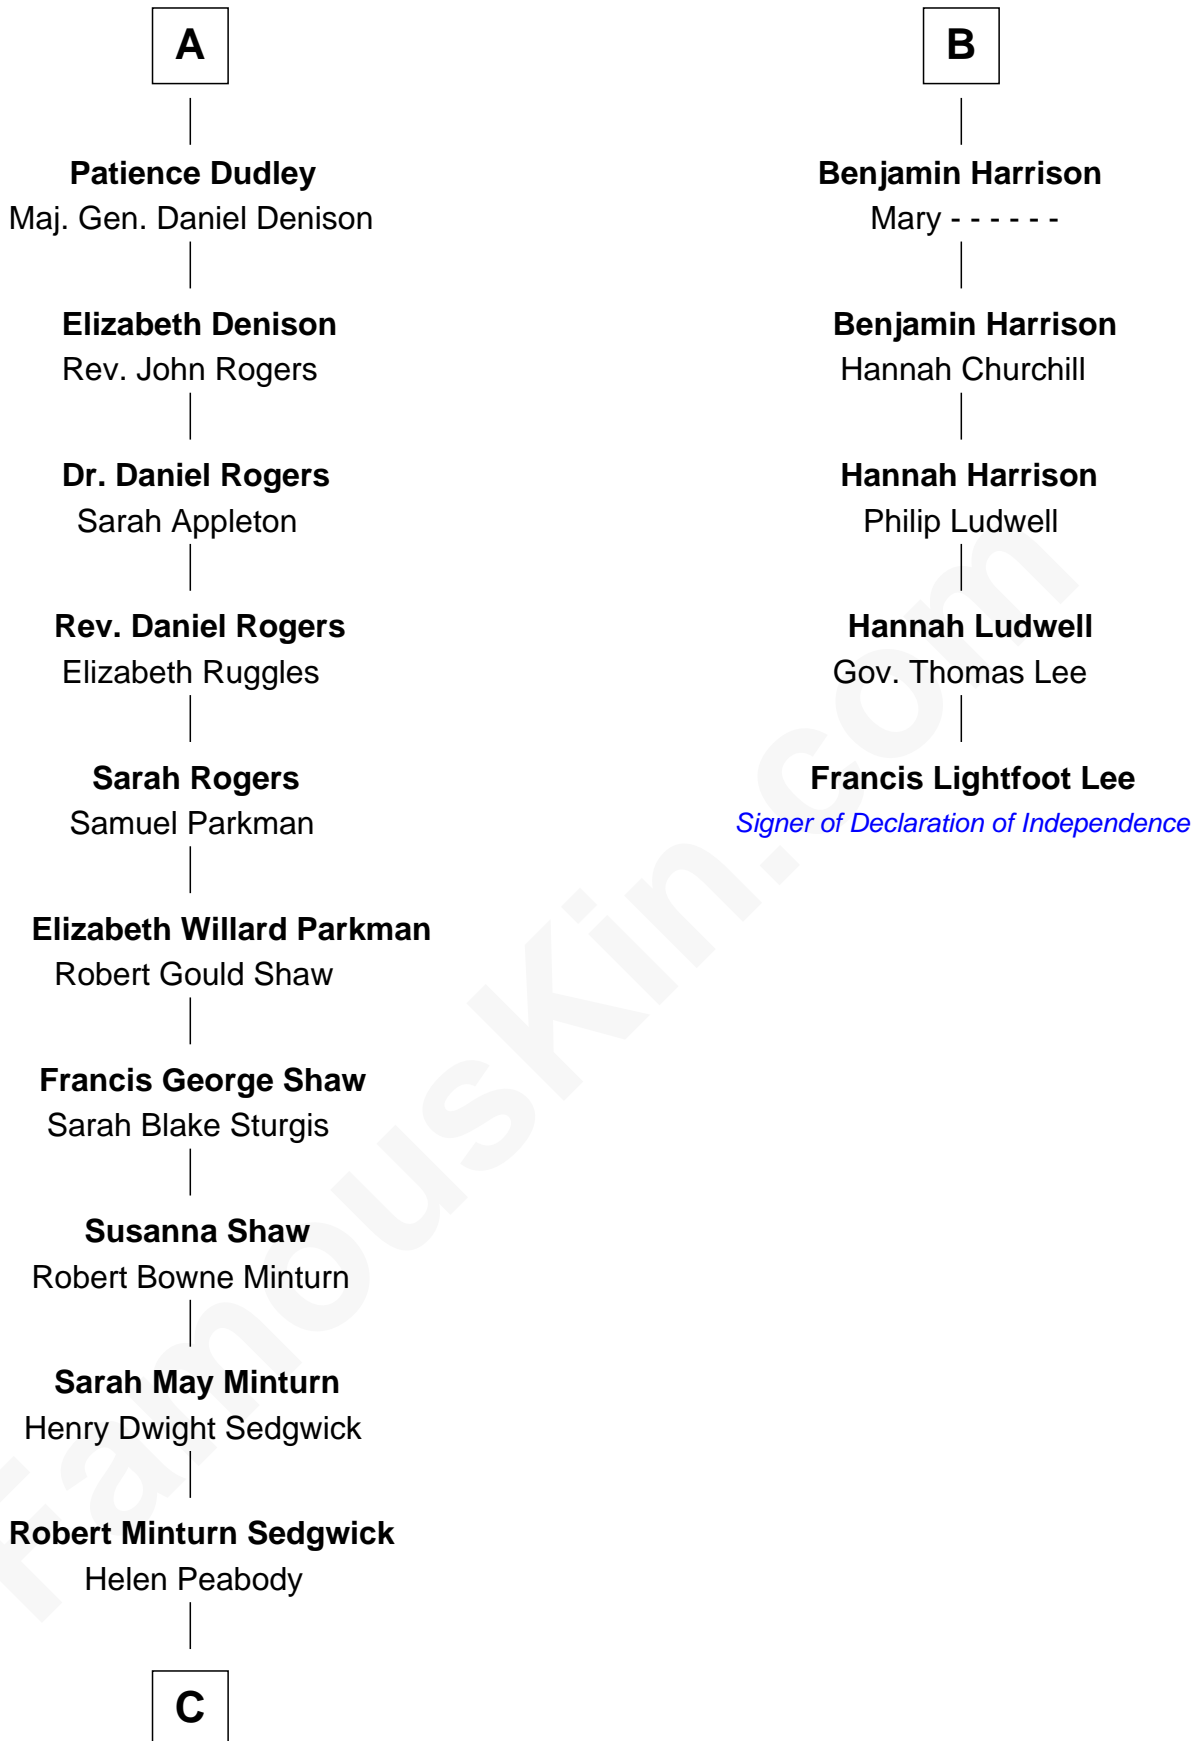 A
Patience Dudley
Maj. Gen. Daniel Denison
Elizabeth Denison
Rev. John Rogers
Dr. Daniel Rogers
Sarah Appleton
Rev. Daniel Rogers
Elizabeth Ruggles
Sarah Rogers
Samuel Parkman
Elizabeth Willard Parkman
Robert Gould Shaw
Francis George Shaw
Sarah Blake Sturgis
Susanna Shaw
Robert Bowne Minturn
Sarah May Minturn
Henry Dwight Sedgwick
Robert Minturn Sedgwick
Helen Peabody
C
B
Benjamin Harrison
Mary - - - - - -
Benjamin Harrison
Hannah Churchill
Hannah Harrison
Philip Ludwell
Hannah Ludwell
Gov. Thomas Lee
Francis Lightfoot Lee
Signer of Declaration of Independence
FamousKin.com